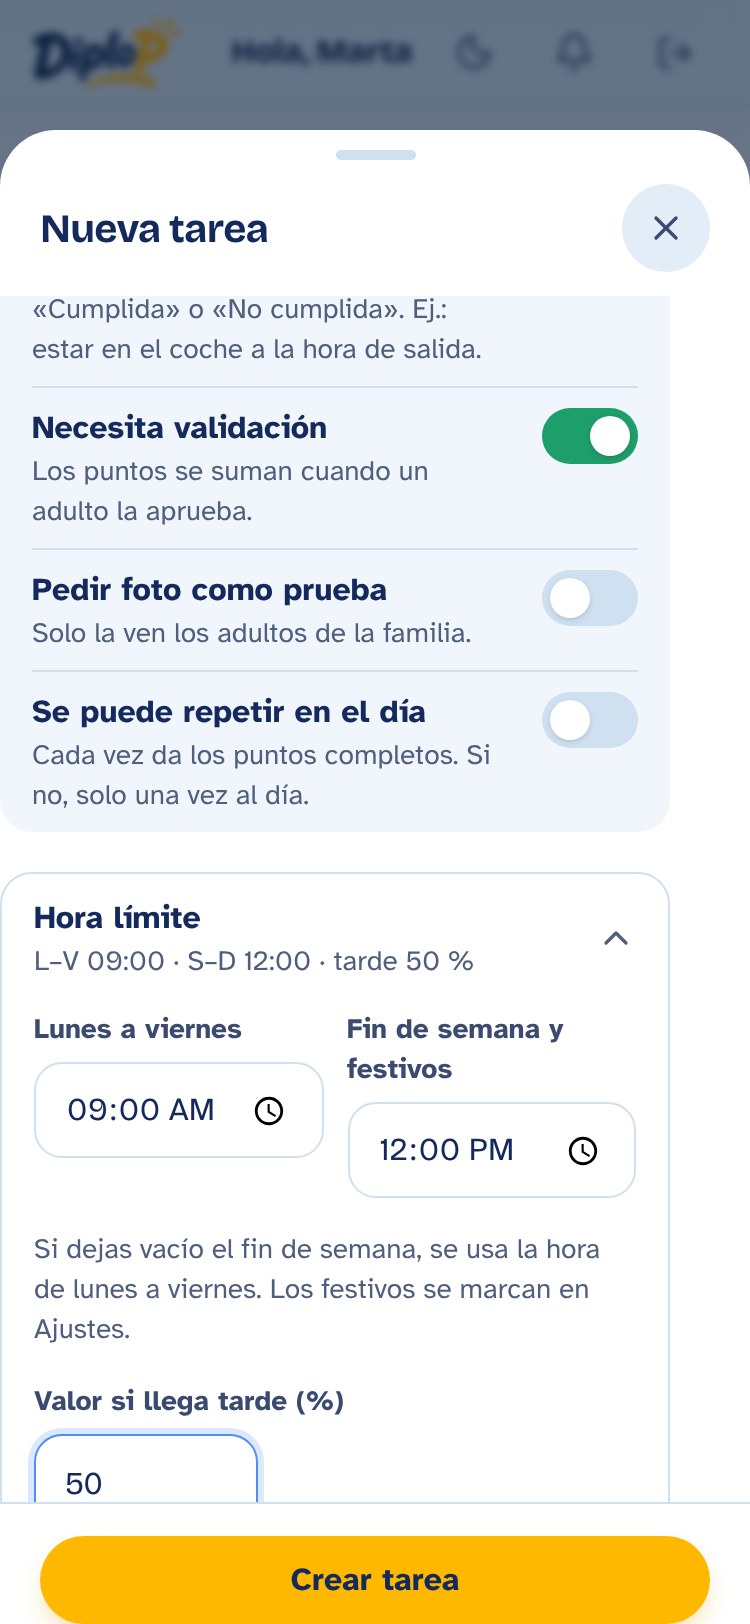 DiploP
Hola, Marta
Nueva tarea
«Cumplida» o «No cumplida». Ej.:
estar en el coche a la hora de salida.
Necesita validación
Los puntos se suman cuando un
adulto la aprueba.
Pedir foto como prueba
Solo la ven los adultos de la familia.
Se puede repetir en el día
Cada vez da los puntos completos. Si
no, solo una vez al día.
Hora límite
L–V 09:00 · S–D 12:00 · tarde 50 %
Lunes a viernes
09:00 AM
Fin de semana y
festivos
12:00 PM
Si dejas vacío el fin de semana, se usa la hora
de lunes a viernes. Los festivos se marcan en
Ajustes.
Valor si llega tarde (%)
50
Crear tarea